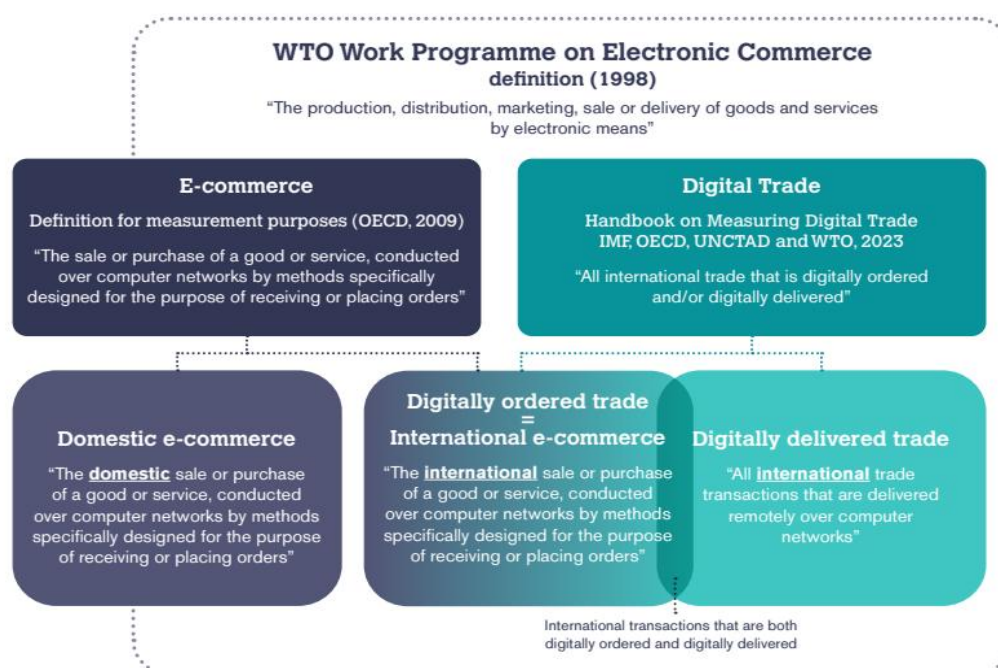 WTO Work Programme on Electronic Commerce
definition (1998)
“The production, distribution, marketing, sale or delivery of goods and services
by electronic means”
E-commerce
Definition for measurement purposes (OECD, 2009)
“The sale or purchase of a good or service, conducted
over computer networks by methods specifically
designed for the purpose of receiving or placing orders”
Digital Trade
Handbook on Measuring Digital Trade
IMF, OECD, UNCTAD and WTO, 2023
“All international trade that is digitally ordered
and/or digitally delivered”
Domestic e-commerce
“The domestic sale or purchase
of a good or service, conducted
over computer networks by methods
specifically designed for the purpose
of receiving or placing orders”
Digitally ordered trade
=
International e-commerce
“The international sale or purchase
of a good or service, conducted
over computer networks by methods
specifically designed for the purpose
of receiving or placing orders”
Digitally delivered trade
“All international trade
transactions that are delivered
remotely over computer
networks”
International transactions that are both
digitally ordered and digitally delivered